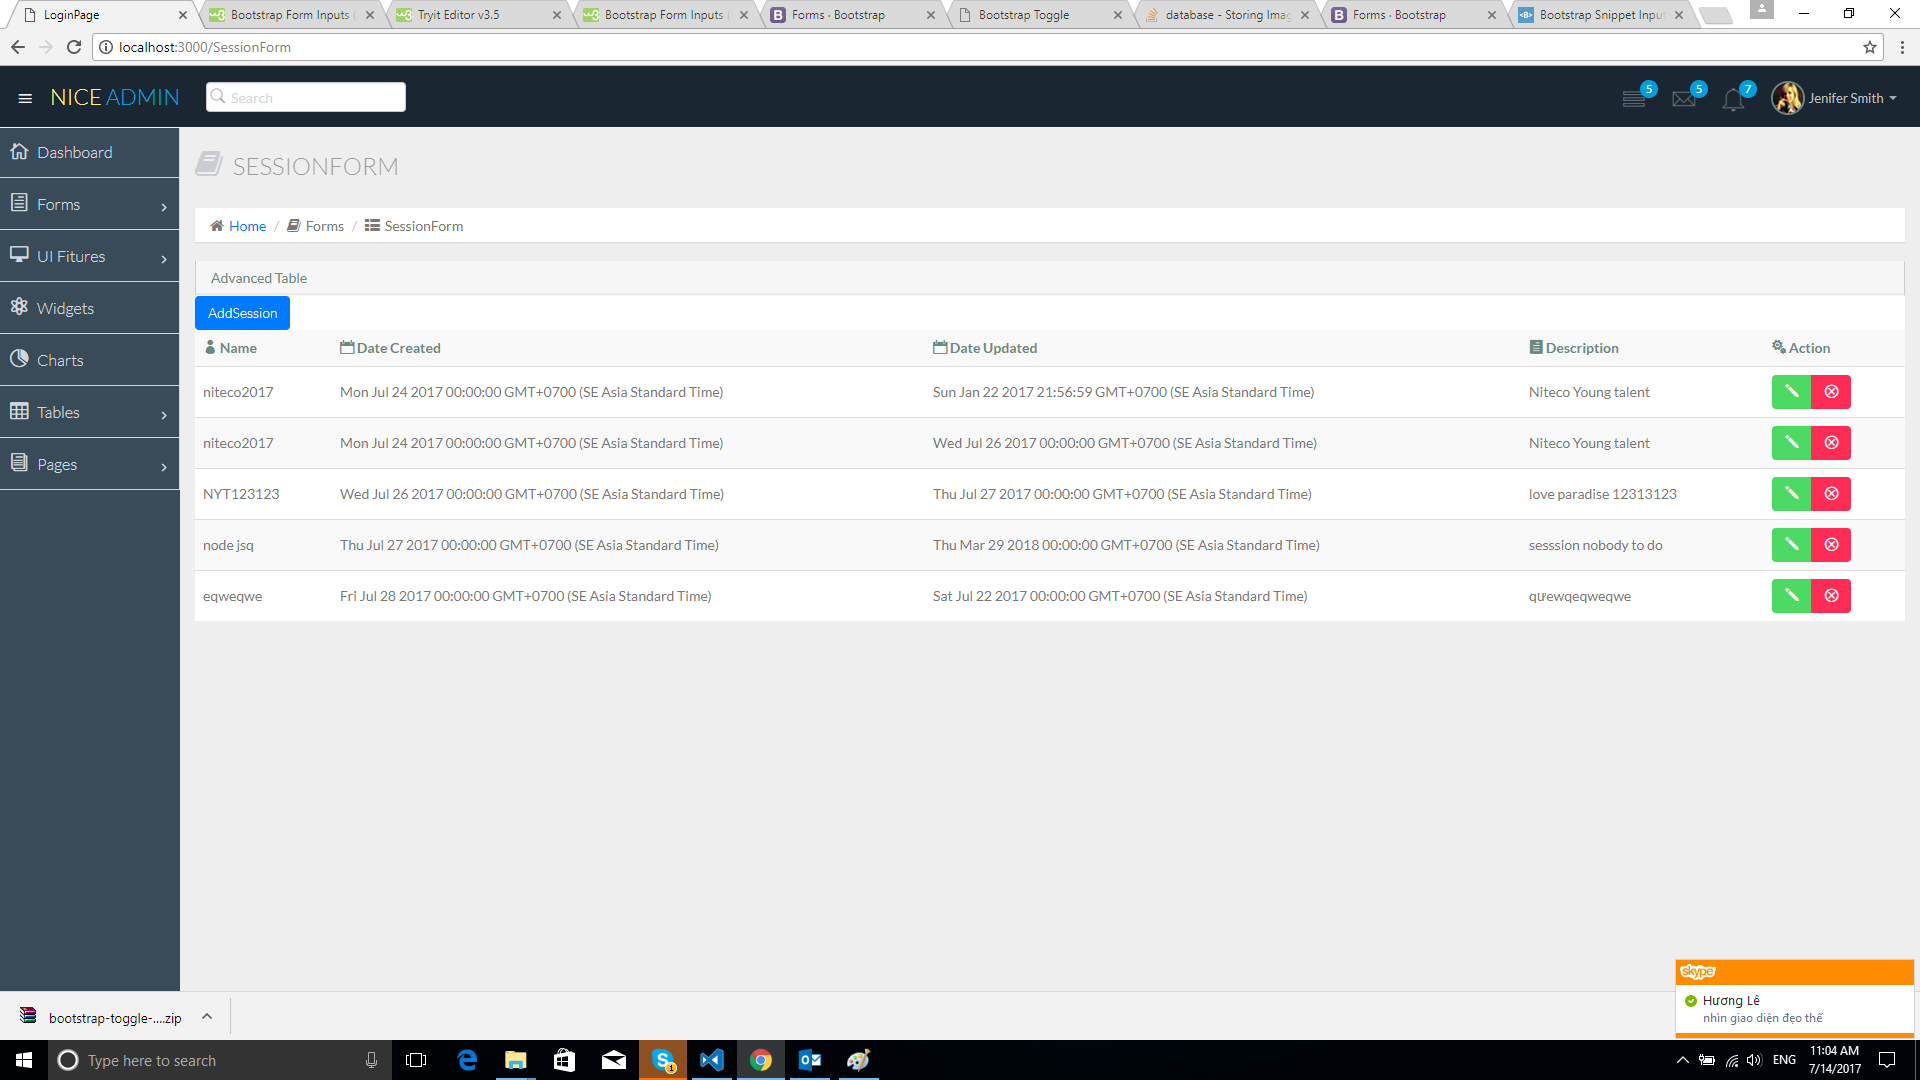 LoginPage
Bootstrap Form Inputs
Tryit Editor v3.5
Bootstrap Form Inputs
Forms · Bootstrap
Bootstrap Toggle
database - Storing Imag
Forms · Bootstrap
Bootstrap Snippet Input
localhost:3000/SessionForm
NICE ADMIN
Search
5
5
7
Jenifer Smith
Dashboard
Forms
UI Fitures
Widgets
Charts
Tables
Pages
SESSIONFORM
Home / Forms / SessionForm
Advanced Table
AddSession
Name Date Created Date Updated Description Action
niteco2017 Mon Jul 24 2017 00:00:00 GMT+0700 (SE Asia Standard Time) Sun Jan 22 2017 21:56:59 GMT+0700 (SE Asia Standard Time) Niteco Young talent
niteco2017 Mon Jul 24 2017 00:00:00 GMT+0700 (SE Asia Standard Time) Wed Jul 26 2017 00:00:00 GMT+0700 (SE Asia Standard Time) Niteco Young talent
NYT123123 Wed Jul 26 2017 00:00:00 GMT+0700 (SE Asia Standard Time) Thu Jul 27 2017 00:00:00 GMT+0700 (SE Asia Standard Time) love paradise 12313123
node jsq Thu Jul 27 2017 00:00:00 GMT+0700 (SE Asia Standard Time) Thu Mar 29 2018 00:00:00 GMT+0700 (SE Asia Standard Time) sesssion nobody to do
eqweqwe Fri Jul 28 2017 00:00:00 GMT+0700 (SE Asia Standard Time) Sat Jul 22 2017 00:00:00 GMT+0700 (SE Asia Standard Time) qưewqeqweqwe
skype
Hương Lê
nhìn giao diện đẹo thế
bootstrap-toggle-....zip
Type here to search
1
ENG
11:04 AM
7/14/2017